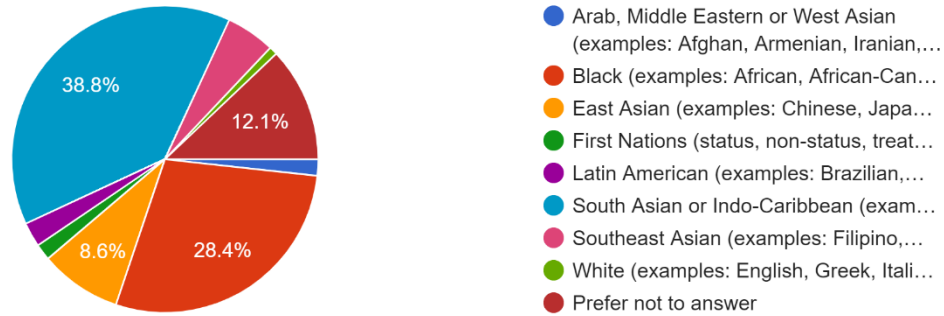 38.8%
12.1%
8.6%
28.4%
Arab, Middle Eastern or West Asian
(examples: Afghan, Armenian, Iranian,...
Black (examples: African, African-Can...
East Asian (examples: Chinese, Japa...
First Nations (status, non-status, treat...
Latin American (examples: Brazilian,...
South Asian or Indo-Caribbean (exam...
Southeast Asian (examples: Filipino,...
White (examples: English, Greek, Itali...
Prefer not to answer